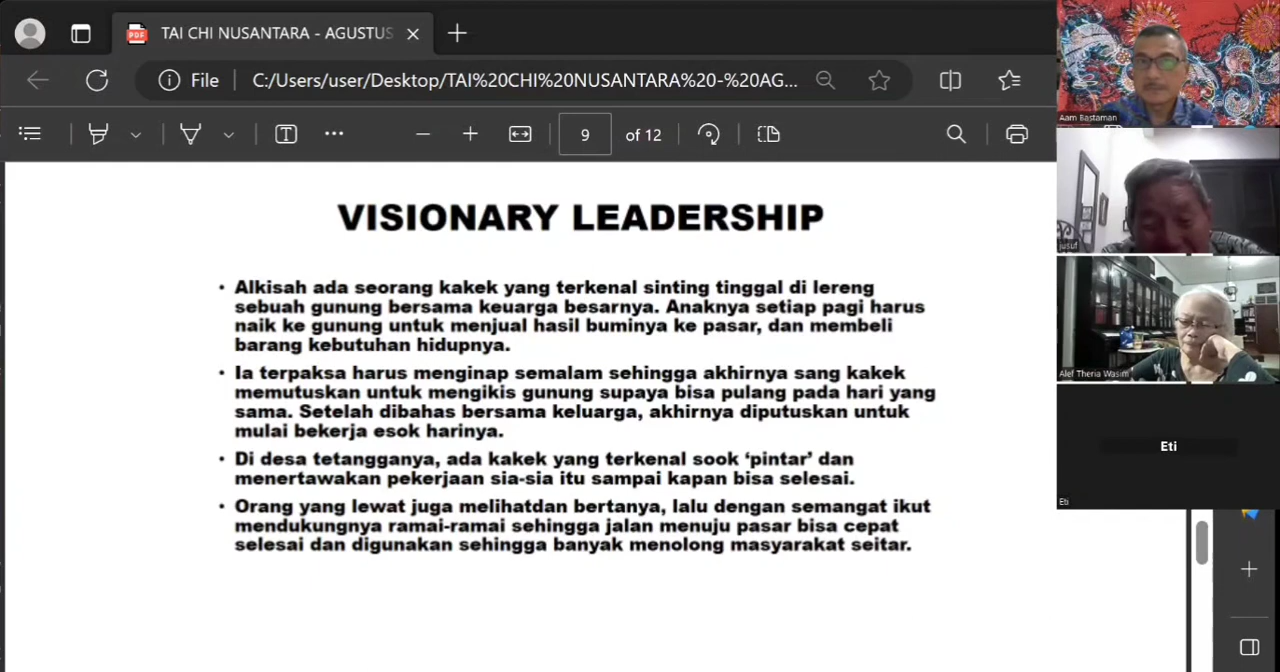 TAI CHI NUSANTARA - AGUSTUS
File
C:/Users/user/Desktop/TAI%20CHI%20NUSANTARA%20-%20AG...
9 of 12
VISIONARY LEADERSHIP
• Alkisah ada seorang kakek yang terkenal sinting tinggal di lereng
sebuah gunung bersama keuarga besarnya. Anaknya setiap pagi harus
naik ke gunung untuk menjual hasil buminya ke pasar, dan membeli
barang kebutuhan hidupnya.
• Ia terpaksa harus menginap semalam sehingga akhirnya sang kakek
memutuskan untuk mengikis gunung supaya bisa pulang pada hari yang
sama. Setelah dibahas bersama keluarga, akhirnya diputuskan untuk
mulai bekerja esok harinya.
• Di desa tetangganya, ada kakek yang terkenal sook ‘pintar’ dan
menertawakan pekerjaan sia-sia itu sampai kapan bisa selesai.
• Orang yang lewat juga melihatdan bertanya, lalu dengan semangat ikut
mendukungnya ramai-ramai sehingga jalan menuju pasar bisa cepat
selesai dan digunakan sehingga banyak menolong masyarakat seitar.
Aam Bastaman
jusuf
Alef Theria Wasim
Eti
Eti